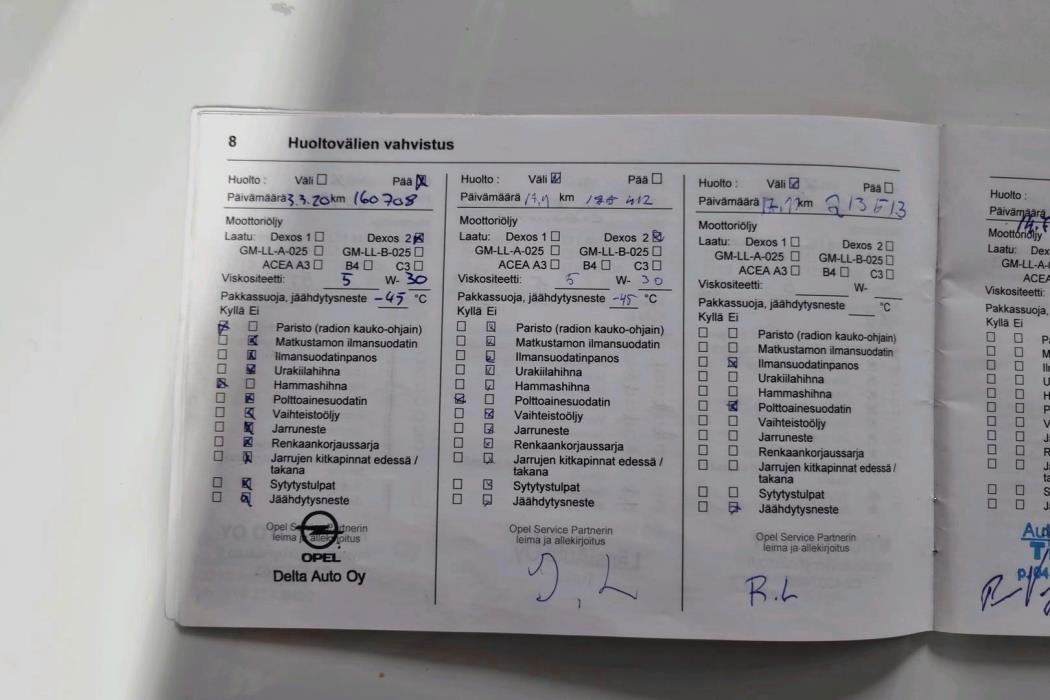 8 Huoltovälien vahvistus
Huolto : Väli Pää
Päivämäärä 3.3.20 km 160708
Moottoriöljy
Laatu: Dexos 1 Dexos 2
GM-LL-A-025 GM-LL-B-025
ACEA A3 B4 C3
Viskositeetti: 5 W- 30
Pakkassuoja, jäähdytysneste -45 °C
Kyllä Ei
Paristo (radion kauko-ohjain)
Matkustamon ilmansuodatin
Ilmansuodatinpanos
Urakiilahihna
Hammashihna
Polttoainesuodatin
Vaihteistoöljy
Jarruneste
Renkaankorjaussarja
Jarrujen kitkapinnat edessä /
takana
Sytytystulpat
Jäähdytysneste
Opel Service Partnerin
leima ja allekirjoitus
OPEL
Delta Auto Oy
Huolto : Väli Pää
Päivämäärä km
Moottoriöljy
Laatu: Dexos 1 Dexos 2
GM-LL-A-025 GM-LL-B-025
ACEA A3 B4 C3
Viskositeetti: 5 W- 30
Pakkassuoja, jäähdytysneste -45 °C
Kyllä Ei
Paristo (radion kauko-ohjain)
Matkustamon ilmansuodatin
Ilmansuodatinpanos
Urakiilahihna
Hammashihna
Polttoainesuodatin
Vaihteistoöljy
Jarruneste
Renkaankorjaussarja
Jarrujen kitkapinnat edessä /
takana
Sytytystulpat
Jäähdytysneste
Opel Service Partnerin
leima ja allekirjoitus
J.L
Huolto : Väli Pää
Päivämäärä km
Moottoriöljy
Laatu: Dexos 1 Dexos 2
GM-LL-A-025 GM-LL-B-025
ACEA A3 B4 C3
Viskositeetti: W-
Pakkassuoja, jäähdytysneste °C
Kyllä Ei
Paristo (radion kauko-ohjain)
Matkustamon ilmansuodatin
Ilmansuodatinpanos
Urakiilahihna
Hammashihna
Polttoainesuodatin
Vaihteistoöljy
Jarruneste
Renkaankorjaussarja
Jarrujen kitkapinnat edessä /
takana
Sytytystulpat
Jäähdytysneste
Opel Service Partnerin
leima ja allekirjoitus
R.L
Huolto :
Päivämäärä
Moottoriöljy
Laatu: Dex
GM-LL-A-
ACEA
Viskositeetti:
Pakkassuoja,
Kyllä Ei